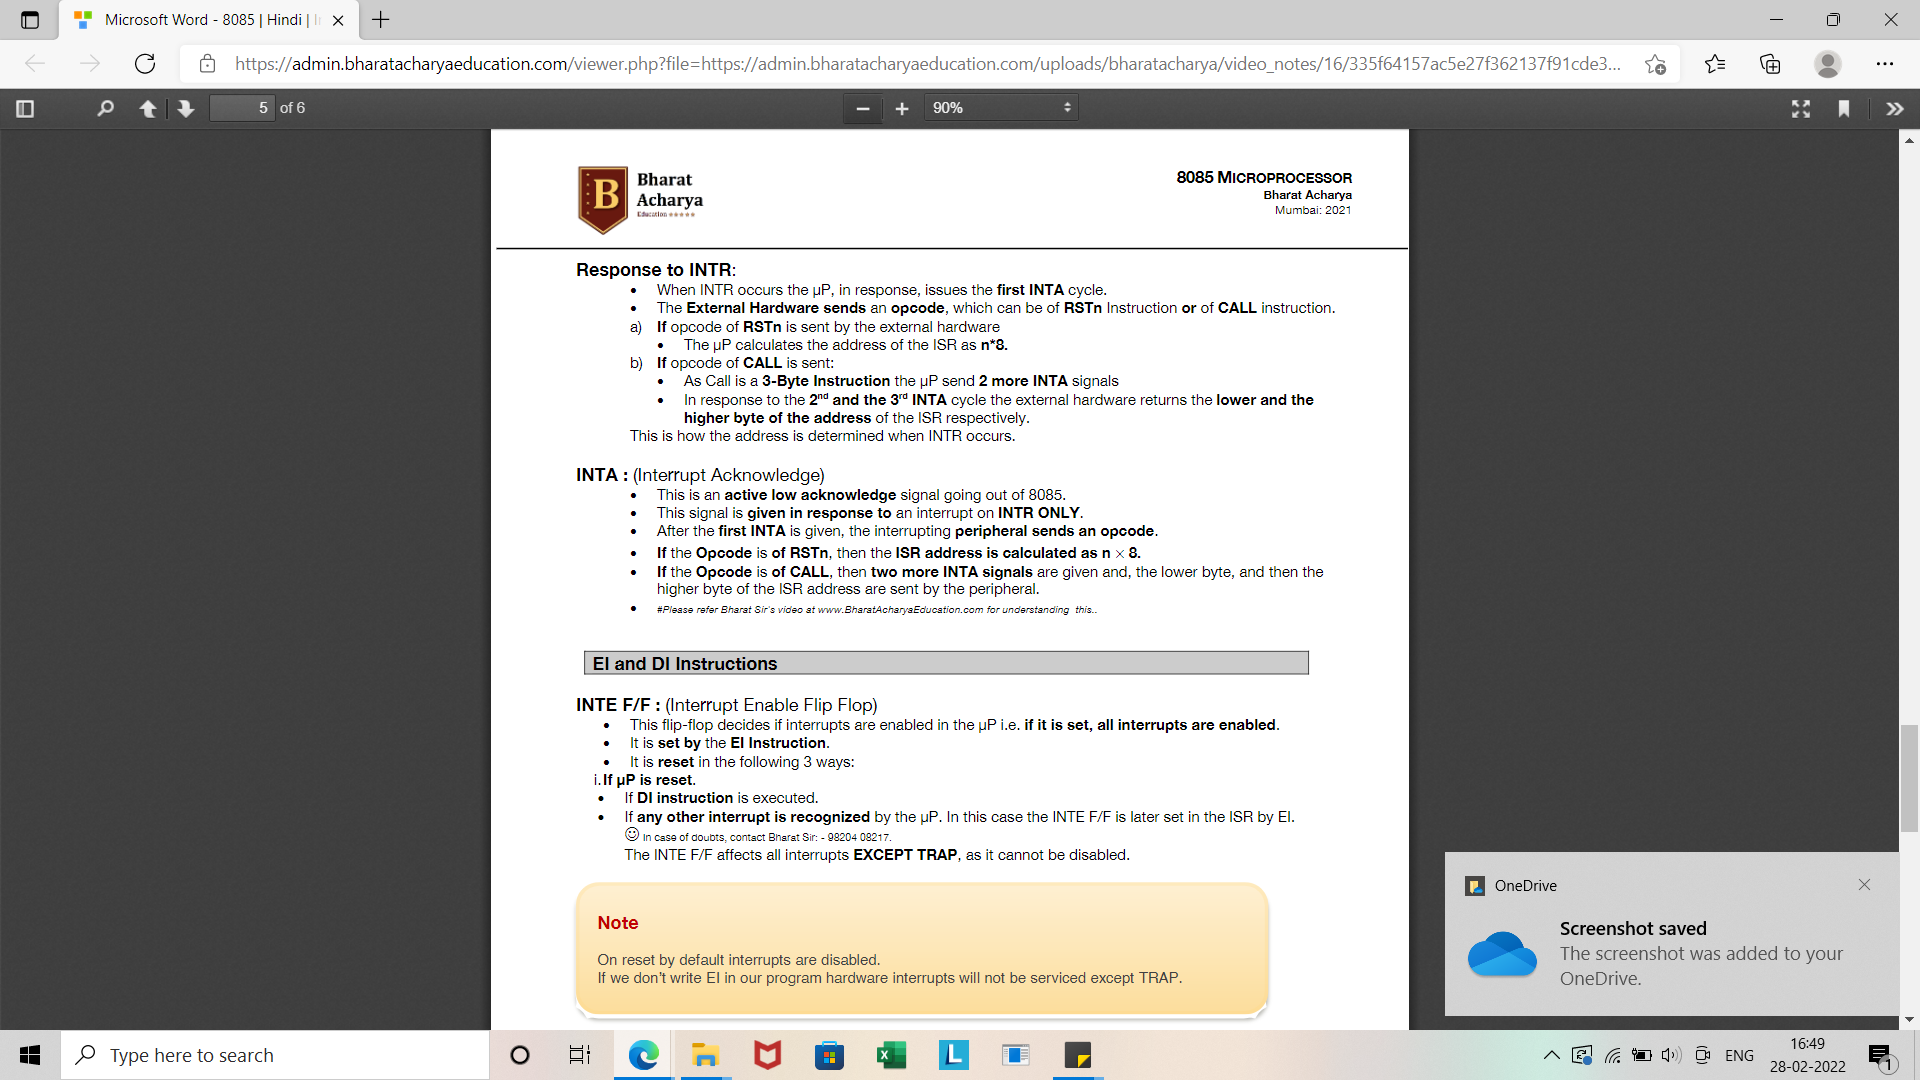 Microsoft Word - 8085 | Hindi |
https://admin.bharatacharyaeducation.com/viewer.php?file=https://admin.bharatacharyaeducation.com/uploads/bharatacharya/video_notes/16/335f64157ac5e27f362137f91cde3...
5 of 6
90%
B
Bharat
Acharya
Education
8085 MICROPROCESSOR
Bharat Acharya
Mumbai: 2021
Response to INTR:
• When INTR occurs the µP, in response, issues the first INTA cycle.
• The External Hardware sends an opcode, which can be of RSTn Instruction or of CALL instruction.
a) If opcode of RSTn is sent by the external hardware
• The µP calculates the address of the ISR as n*8.
b) If opcode of CALL is sent:
• As Call is a 3-Byte Instruction the µP send 2 more INTA signals
• In response to the 2nd and the 3rd INTA cycle the external hardware returns the lower and the
higher byte of the address of the ISR respectively.
This is how the address is determined when INTR occurs.
INTA : (Interrupt Acknowledge)
• This is an active low acknowledge signal going out of 8085.
• This signal is given in response to an interrupt on INTR ONLY.
• After the first INTA is given, the interrupting peripheral sends an opcode.
• If the Opcode is of RSTn, then the ISR address is calculated as n × 8.
• If the Opcode is of CALL, then two more INTA signals are given and, the lower byte, and then the
higher byte of the ISR address are sent by the peripheral.
• #Please refer Bharat Sir's video at www.BharatAcharyaEducation.com for understanding this..
EI and DI Instructions
INTE F/F : (Interrupt Enable Flip Flop)
• This flip-flop decides if interrupts are enabled in the µP i.e. if it is set, all interrupts are enabled.
• It is set by the EI Instruction.
• It is reset in the following 3 ways:
i. If µP is reset.
• If DI instruction is executed.
• If any other interrupt is recognized by the µP. In this case the INTE F/F is later set in the ISR by EI.
☺ In case of doubts, contact Bharat Sir: - 98204 08217.
The INTE F/F affects all interrupts EXCEPT TRAP, as it cannot be disabled.
Note
On reset by default interrupts are disabled.
If we don't write EI in our program hardware interrupts will not be serviced except TRAP.
OneDrive
Screenshot saved
The screenshot was added to your
OneDrive.
Type here to search
L
ENG
16:49
28-02-2022
1